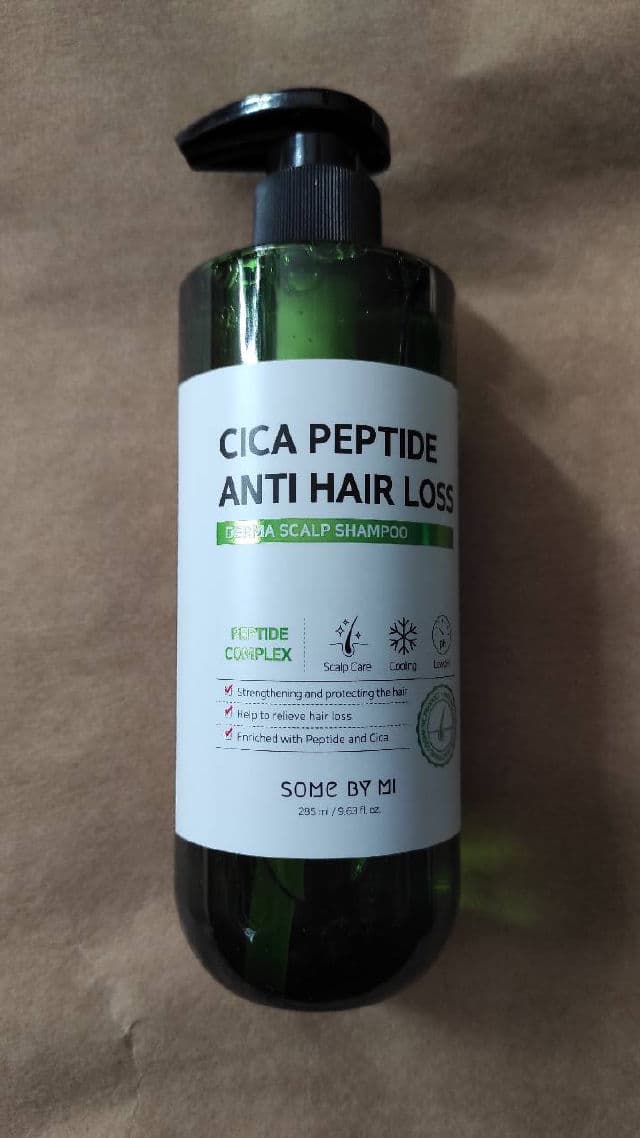 CICA PEPTIDE
ANTI HAIR LOSS
DERMA SCALP SHAMPOO
PEPTIDE
COMPLEX
Scalp Care
Cooling
pH
Strengthening and protecting the hair
Help to relieve hair loss
Enriched with Peptide and Cica
SOME BY MI
285 ml / 9.63 fl. oz.